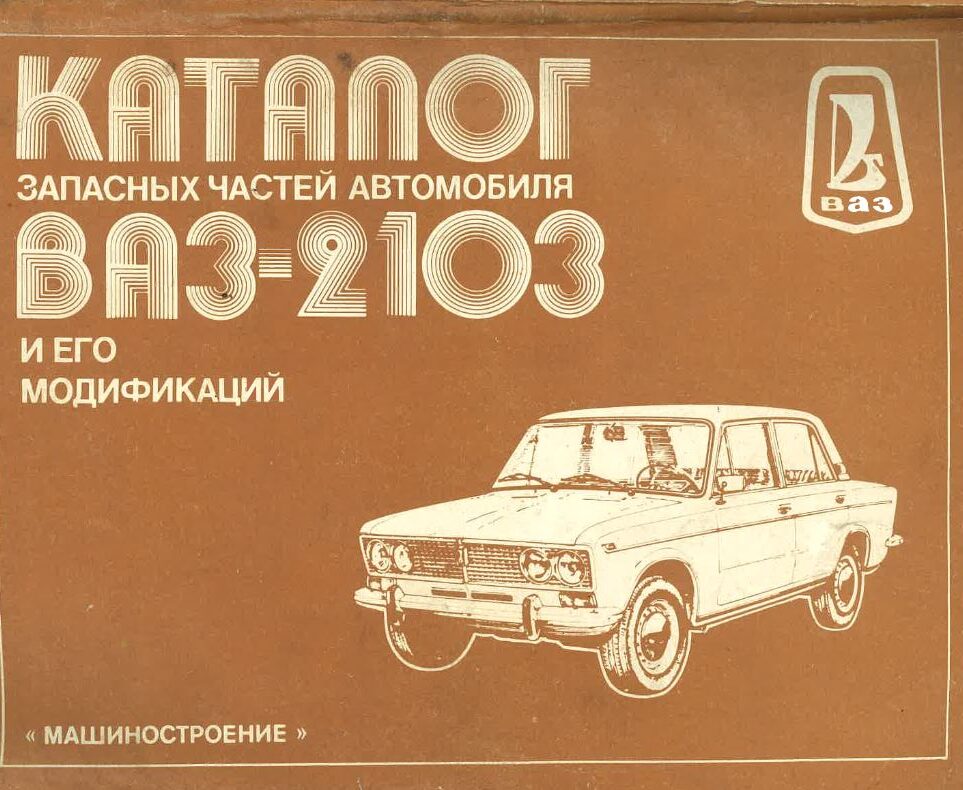 КАТАЛОГ
ЗАПАСНЫХ ЧАСТЕЙ АВТОМОБИЛЯ
ВАЗ-2103
И ЕГО
МОДИФИКАЦИЙ
ВАЗ
« МАШИНОСТРОЕНИЕ »